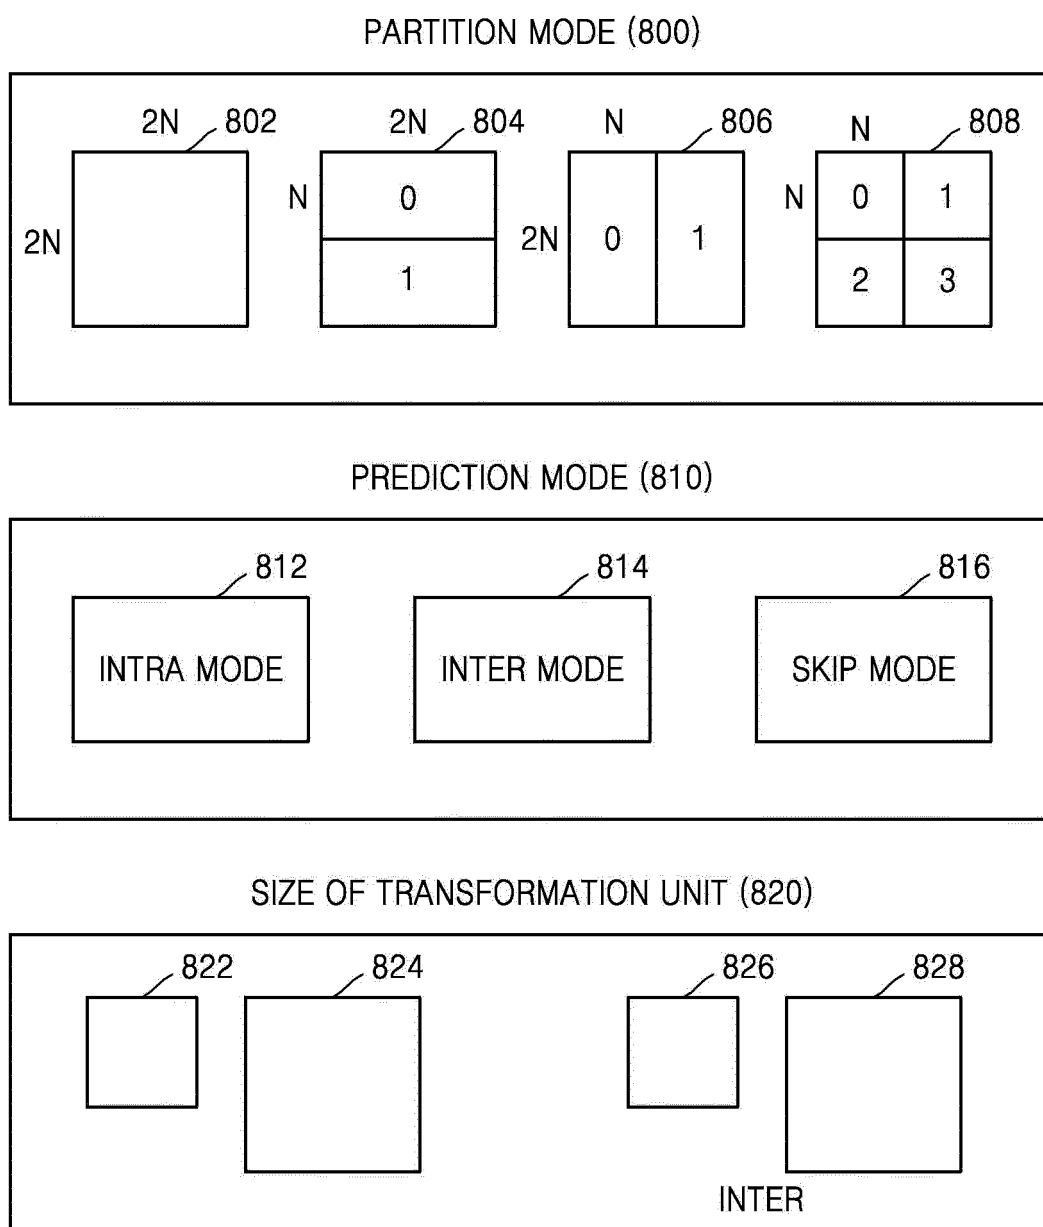 PARTITION MODE (800)
2N 802 2N 804 N 806 N 808
2N N 0 1 2N 0 1 N 0 1 2 3
PREDICTION MODE (810)
812 814 816
INTRA MODE INTER MODE SKIP MODE
SIZE OF TRANSFORMATION UNIT (820)
822 824 826 828
INTER